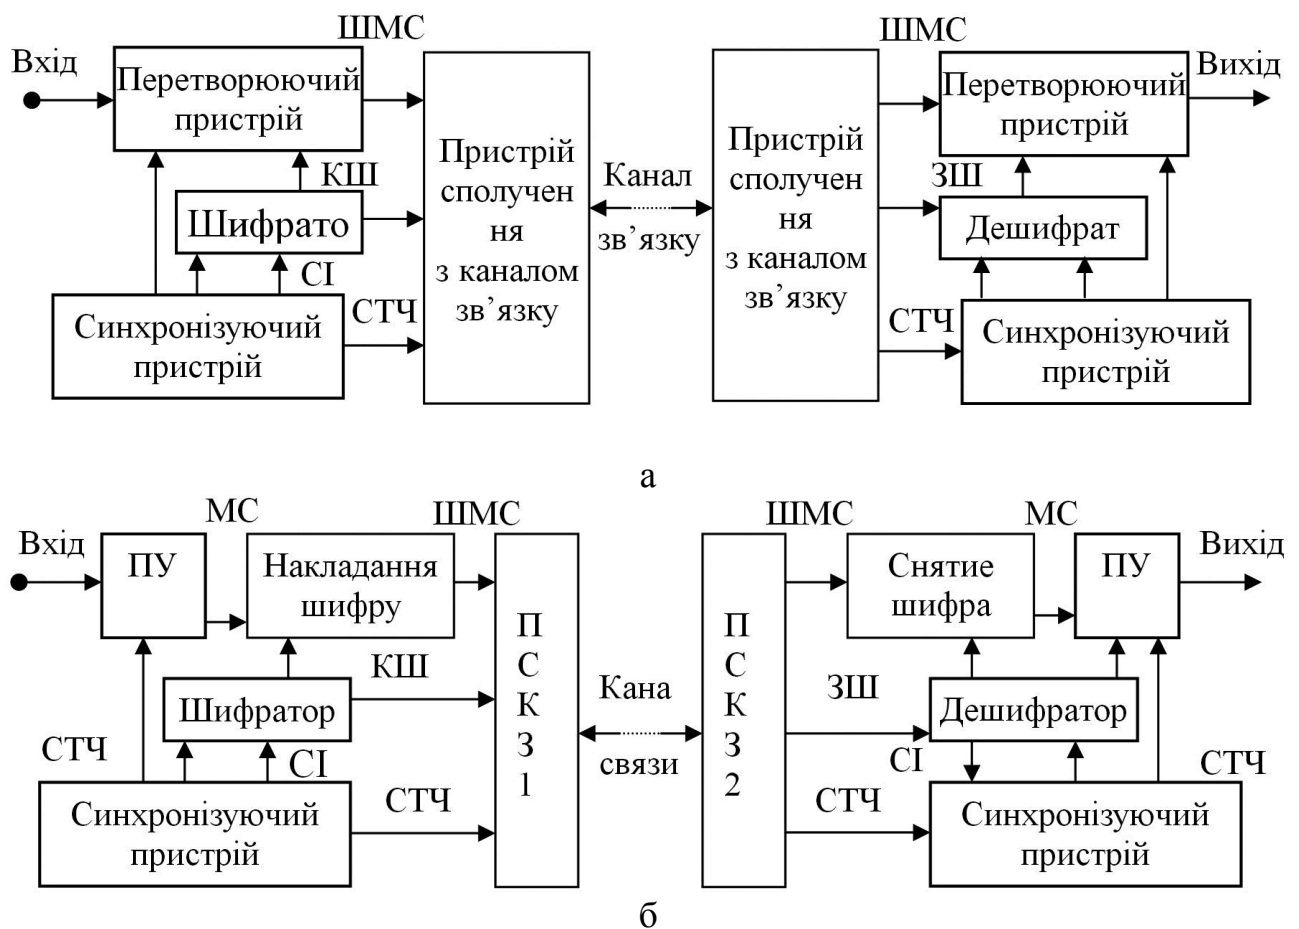 ШМС
ШМС
Вхід
Вихід
Перетворюючий
пристрій
Перетворюючий
пристрій
Пристрій
сполучен
ня
з каналом
зв’язку
Пристрій
сполучен
ня
з каналом
зв’язку
КШ
Канал
зв’язку
ЗШ
Шифрато
Дешифрат
СІ
СТЧ
СТЧ
Синхронізуючий
пристрій
Синхронізуючий
пристрій
а
МС
ШМС
ШМС
МС
Вхід
Вихід
ПУ
Накладання
шифру
П
С
К
З
1
П
С
К
З
2
Снятие
шифра
ПУ
КШ
Кана
связи
ЗШ
Шифратор
Дешифратор
СТЧ
СІ
СІ
СТЧ
СТЧ
СТЧ
Синхронізуючий
пристрій
Синхронізуючий
пристрій
б